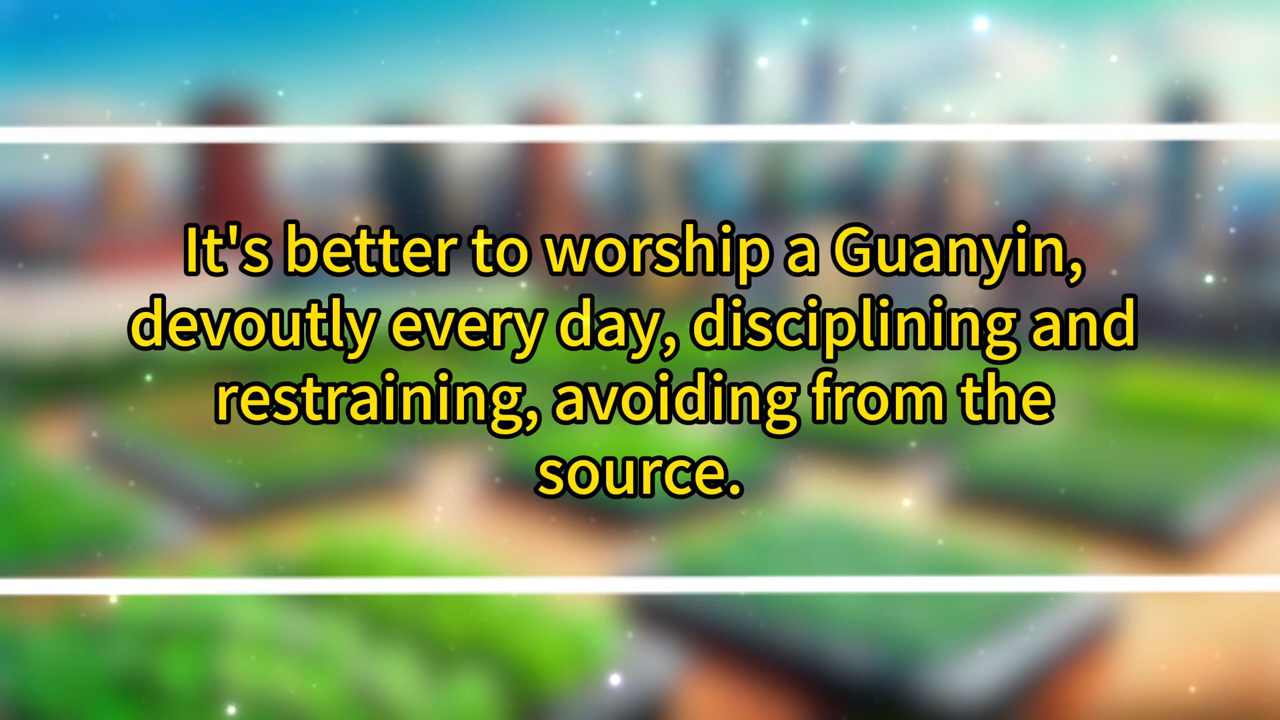 It's better to worship a Guanyin,
devoutly every day, disciplining and
restraining, avoiding from the
source.